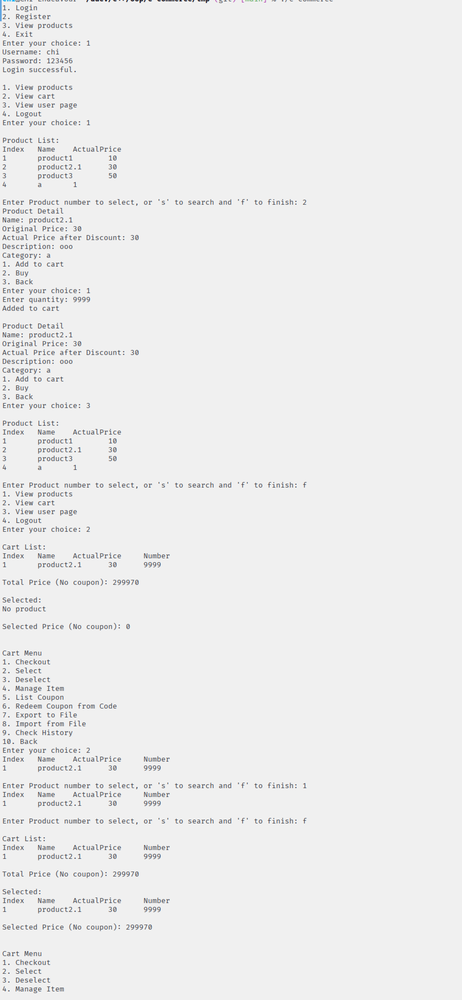 1. Login
2. Register
3. View products
4. Exit
Enter your choice: 1
Username: chi
Password: 123456
Login successful.
1. View products
2. View cart
3. View user page
4. Logout
Enter your choice: 1
Product List:
Index   Name    ActualPrice
1       product1        10
2       product2.1      30
3       product3        50
4       a       1
Enter Product number to select, or 's' to search and 'f' to finish: 2
Product Detail
Name: product2.1
Original Price: 30
Actual Price after Discount: 30
Description: ooo
Category: a
1. Add to cart
2. Buy
3. Back
Enter your choice: 1
Enter quantity: 9999
Added to cart
Product Detail
Name: product2.1
Original Price: 30
Actual Price after Discount: 30
Description: ooo
Category: a
1. Add to cart
2. Buy
3. Back
Enter your choice: 3
Product List:
Index   Name    ActualPrice
1       product1        10
2       product2.1      30
3       product3        50
4       a       1
Enter Product number to select, or 's' to search and 'f' to finish: f
1. View products
2. View cart
3. View user page
4. Logout
Enter your choice: 2
Cart List:
Index   Name    ActualPrice     Number
1       product2.1      30      9999
Total Price (No coupon): 299970
Selected:
No product
Selected Price (No coupon): 0
Cart Menu
1. Checkout
2. Select
3. Deselect
4. Manage Item
5. List Coupon
6. Redeem Coupon from Code
7. Export to File
8. Import from File
9. Check History
10. Back
Enter your choice: 2
Index   Name    ActualPrice     Number
1       product2.1      30      9999
Enter Product number to select, or 's' to search and 'f' to finish: 1
Index   Name    ActualPrice     Number
1       product2.1      30      9999
Enter Product number to select, or 's' to search and 'f' to finish: f
Cart List:
Index   Name    ActualPrice     Number
1       product2.1      30      9999
Total Price (No coupon): 299970
Selected:
Index   Name    ActualPrice     Number
1       product2.1      30      9999
Selected Price (No coupon): 299970
Cart Menu
1. Checkout
2. Select
3. Deselect
4. Manage Item